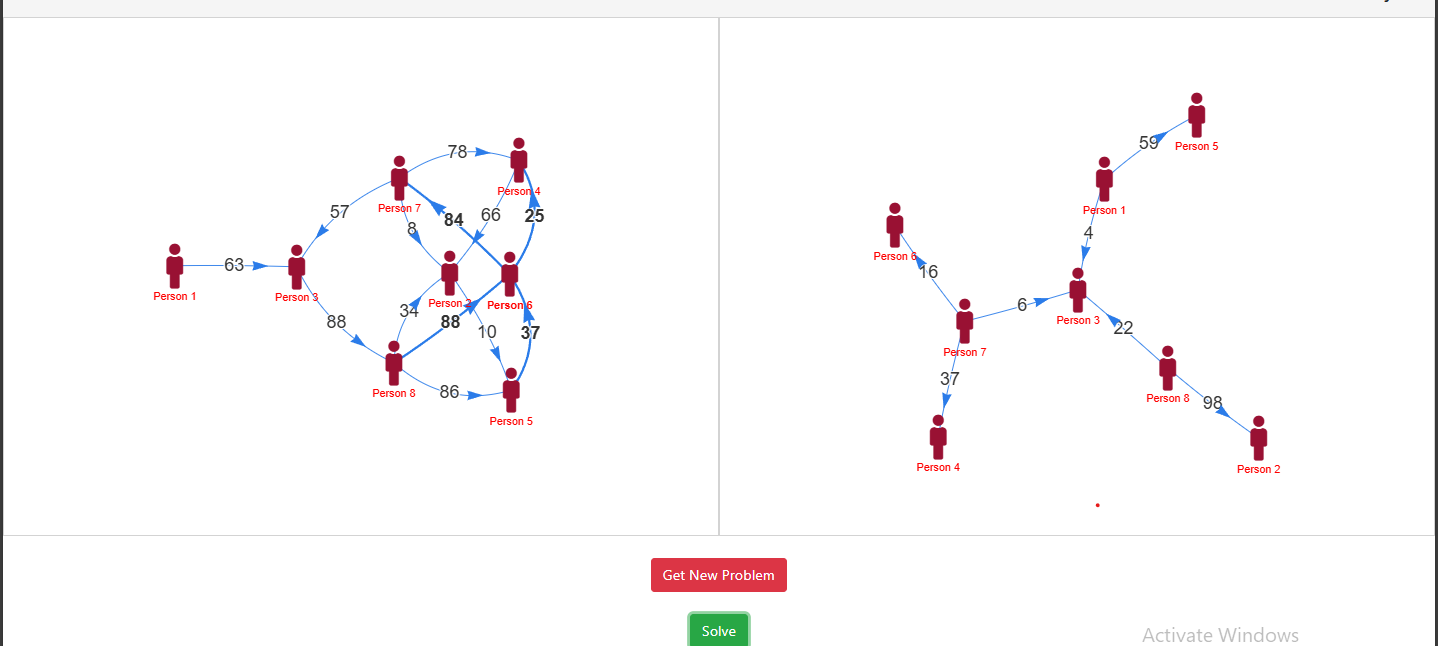 78
Person 4
Person 7
57
84
66
25
8
63
Person 1
Person 3
Person 2
Person 6
34
88
88
10
37
86
Person 8
Person 5
59
Person 5
Person 1
4
Person 6
16
6
Person 3
22
Person 7
37
Person 8
98
Person 4
Person 2
Get New Problem
Solve
Activate Windows